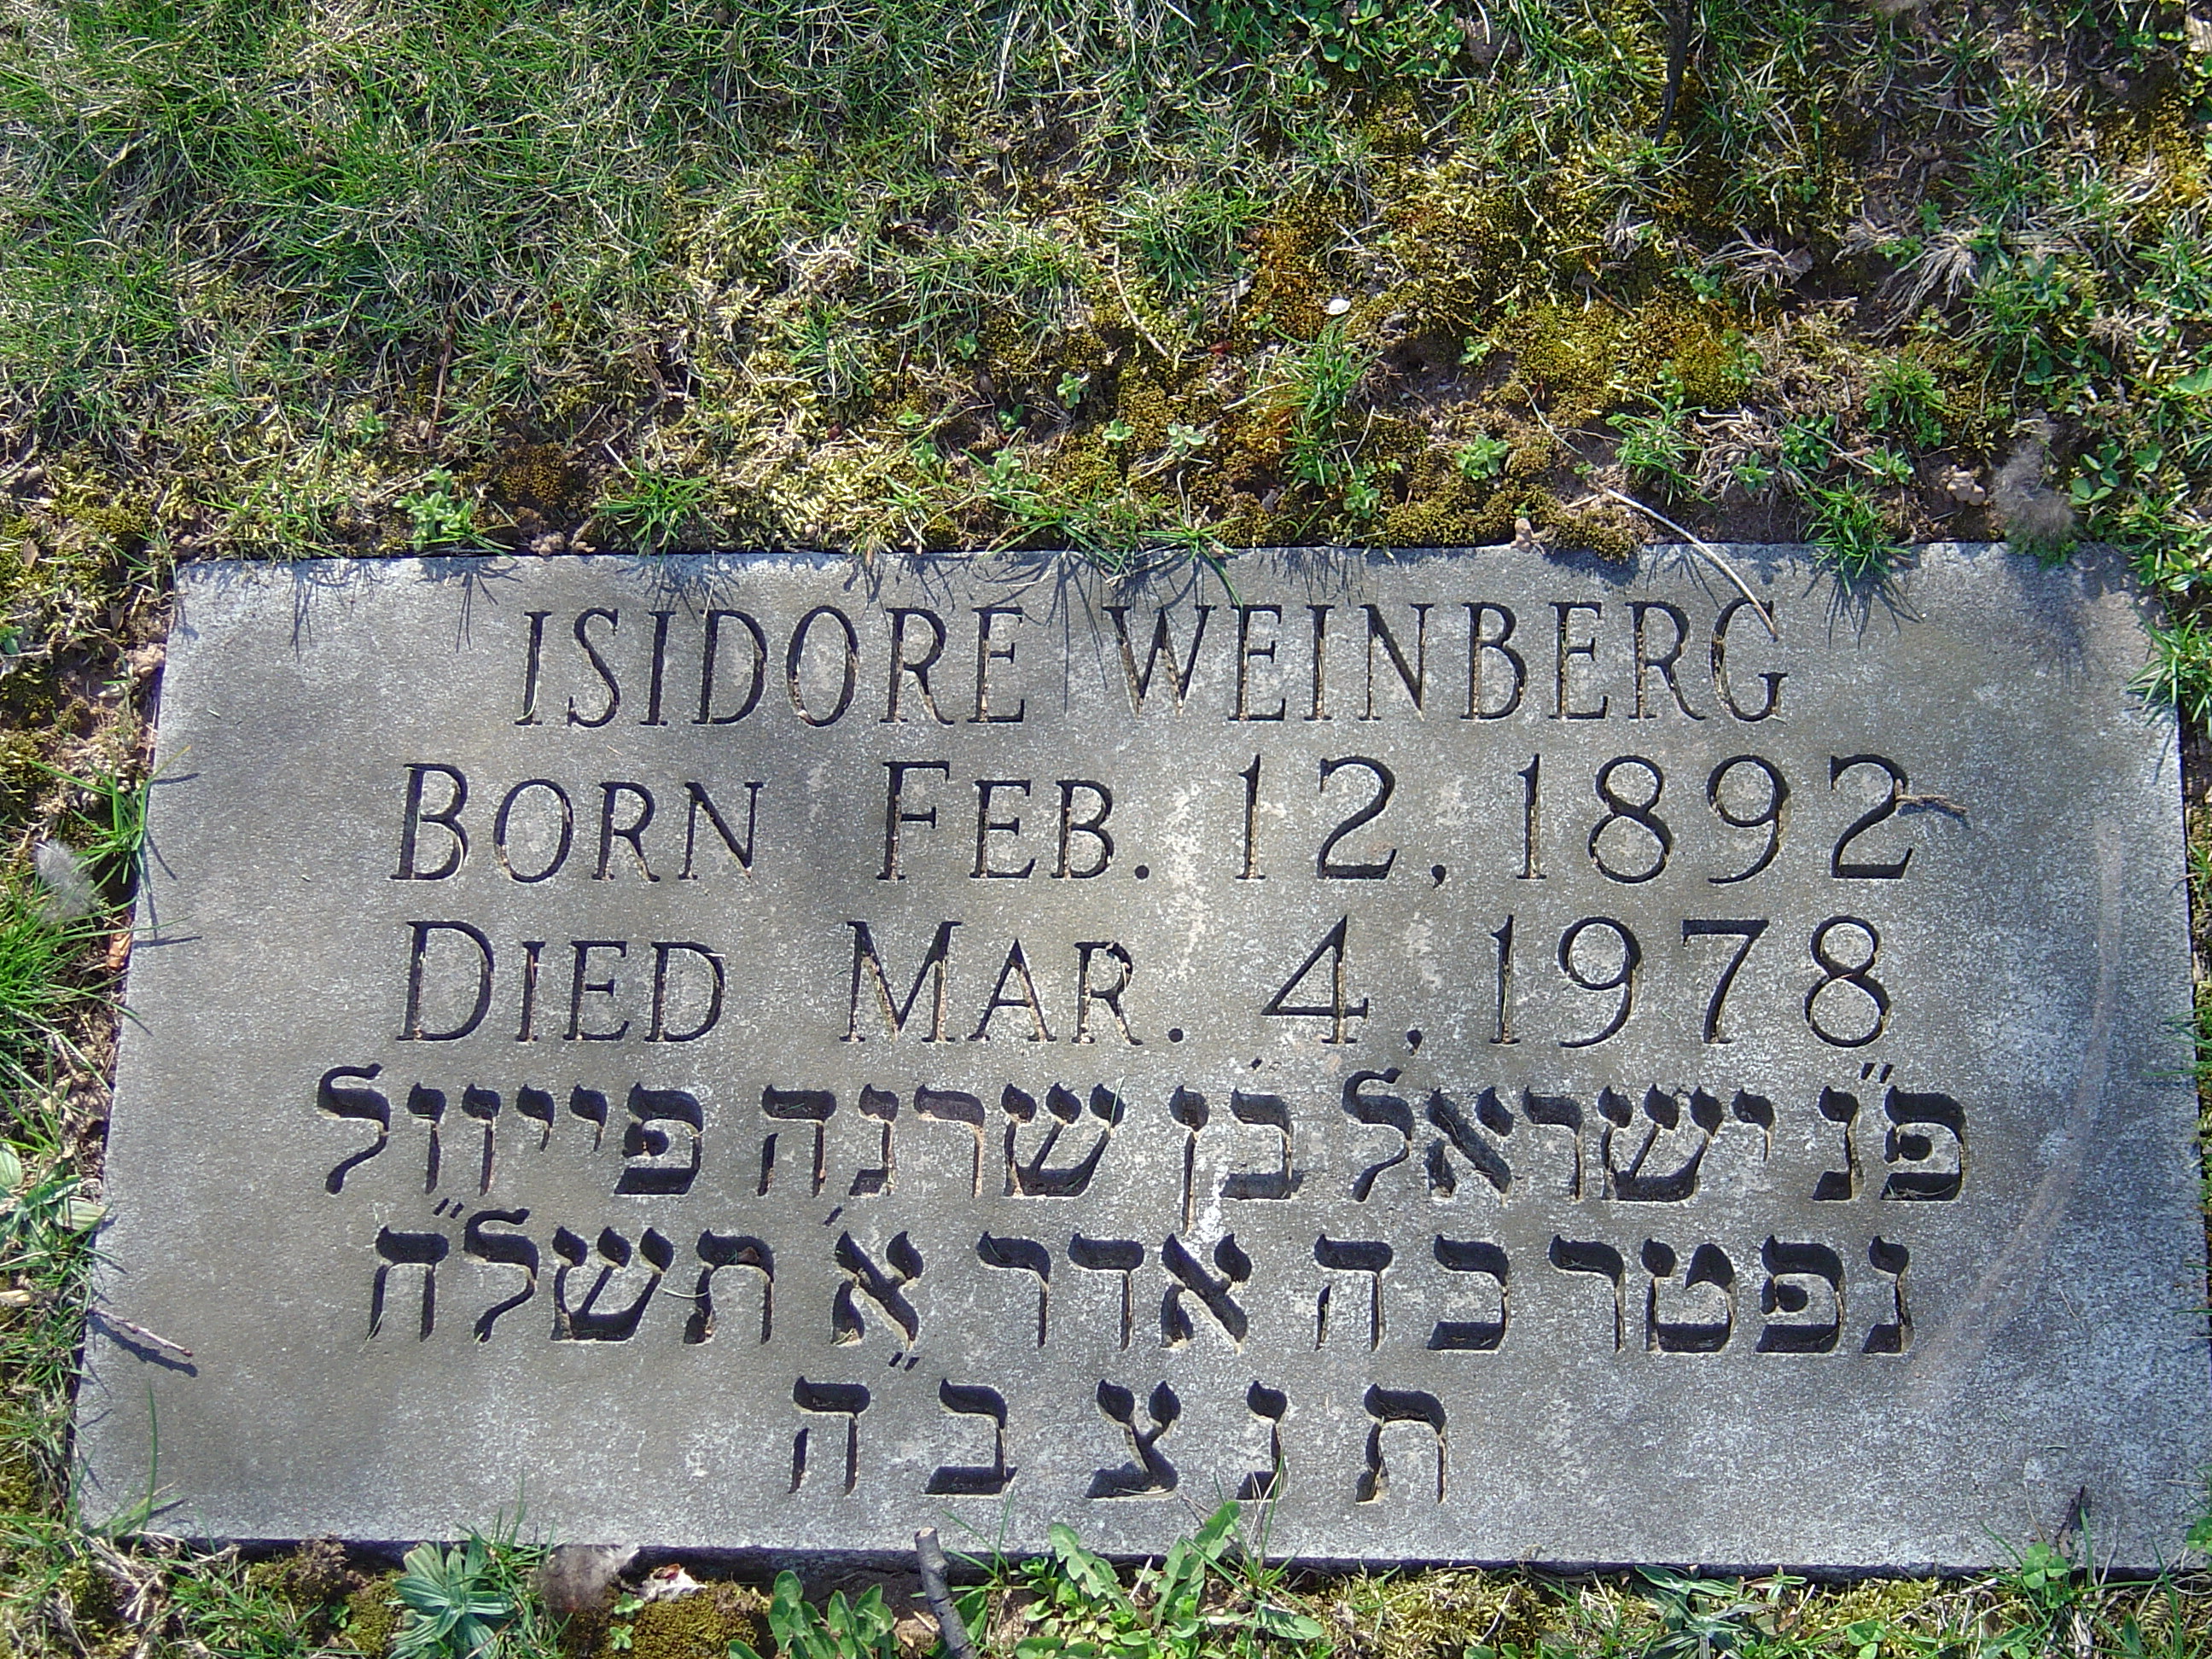 ISIDORE WEINBERG
BORN FEB. 12, 1892
DIED MAR. 4, 1978
פ״נ ישראל בן שרנה פייוול
נפטר כה אדר א׳ תשל״ח
ת נ צ ב״ה